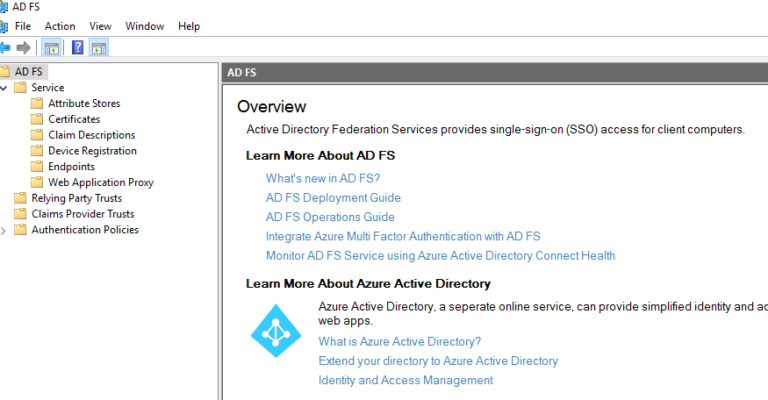 AD FS
File Action View Window Help
AD FS
Service
Attribute Stores
Certificates
Claim Descriptions
Device Registration
Endpoints
Web Application Proxy
Relying Party Trusts
Claims Provider Trusts
Authentication Policies
AD FS
Overview
Active Directory Federation Services provides single-sign-on (SSO) access for client computers.
Learn More About AD FS
What's new in AD FS?
AD FS Deployment Guide
AD FS Operations Guide
Integrate Azure Multi Factor Authentication with AD FS
Monitor AD FS Service using Azure Active Directory Connect Health
Learn More About Azure Active Directory
Azure Active Directory, a seperate online service, can provide simplified identity and ac
web apps.
What is Azure Active Directory?
Extend your directory to Azure Active Directory
Identity and Access Management